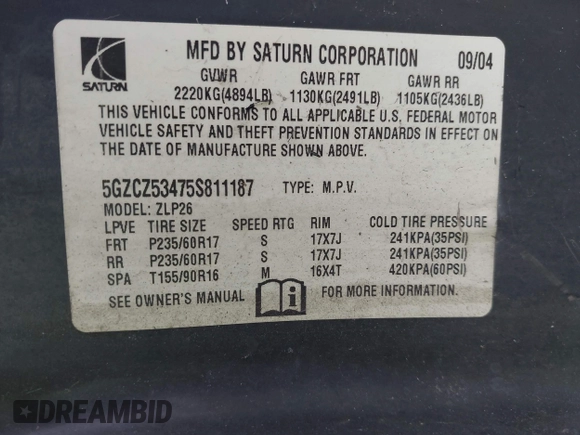 MFD BY SATURN CORPORATION 09/04
SATURN
GVWR GAWR FRT GAWR RR
2220KG(4894LB) 1130KG(2491LB) 1105KG(2436LB)
THIS VEHICLE CONFORMS TO ALL APPLICABLE U.S. FEDERAL MOTOR
VEHICLE SAFETY AND THEFT PREVENTION STANDARDS IN EFFECT ON
THE DATE OF MANUFACTURE SHOWN ABOVE.
5GZCZ53475S811187 TYPE: M.P.V.
MODEL: ZLP26
LPVE TIRE SIZE SPEED RTG RIM COLD TIRE PRESSURE
FRT P235/60R17 S 17X7J 241KPA(35PSI)
RR P235/60R17 S 17X7J 241KPA(35PSI)
SPA T155/90R16 M 16X4T 420KPA(60PSI)
SEE OWNER'S MANUAL FOR MORE INFORMATION.
DREAMBID